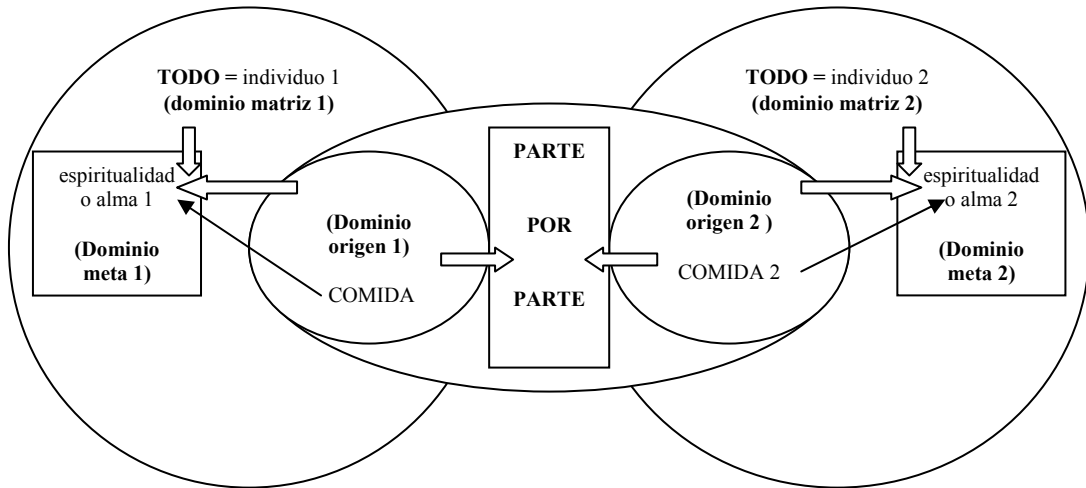 TODO = individuo 1
(dominio matriz 1)
espiritualidad
o alma 1
(Dominio
meta 1)
(Dominio
origen 1)
COMIDA
PARTE
POR
PARTE
(Dominio
origen 2 )
COMIDA 2
TODO = individuo 2
(dominio matriz 2)
espiritualidad
o alma 2
(Dominio
meta 2)